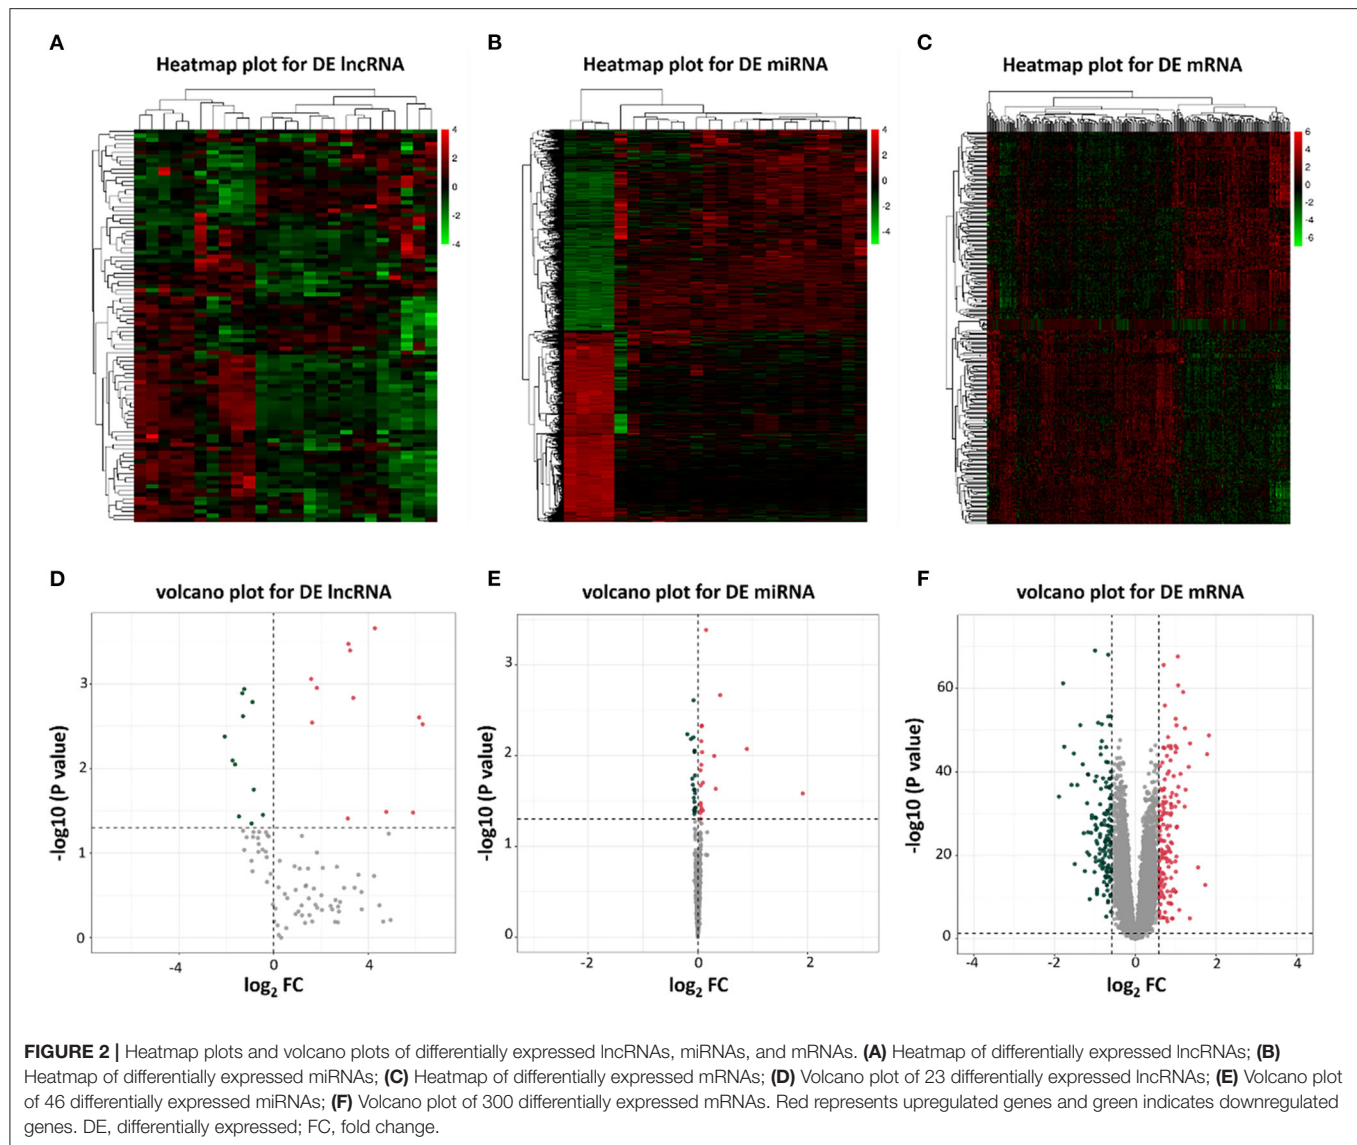 A
B
C
Heatmap plot for DE lncRNA
Heatmap plot for DE miRNA
Heatmap plot for DE mRNA
4
2
0
-2
-4
4
2
0
-2
-4
6
4
2
0
-2
-4
-6
D
E
F
volcano plot for DE lncRNA
volcano plot for DE miRNA
volcano plot for DE mRNA
-log10 (P value)
3
2
1
0
-4
0
4
log2 FC
-log10 (P value)
3
2
1
0
-2
0
2
log2 FC
-log10 (P value)
60
40
20
0
-4
-2
0
2
4
log2 FC
FIGURE 2 | Heatmap plots and volcano plots of differentially expressed lncRNAs, miRNAs, and mRNAs. (A) Heatmap of differentially expressed lncRNAs; (B)
Heatmap of differentially expressed miRNAs; (C) Heatmap of differentially expressed mRNAs; (D) Volcano plot of 23 differentially expressed lncRNAs; (E) Volcano plot
of 46 differentially expressed miRNAs; (F) Volcano plot of 300 differentially expressed mRNAs. Red represents upregulated genes and green indicates downregulated
genes. DE, differentially expressed; FC, fold change.